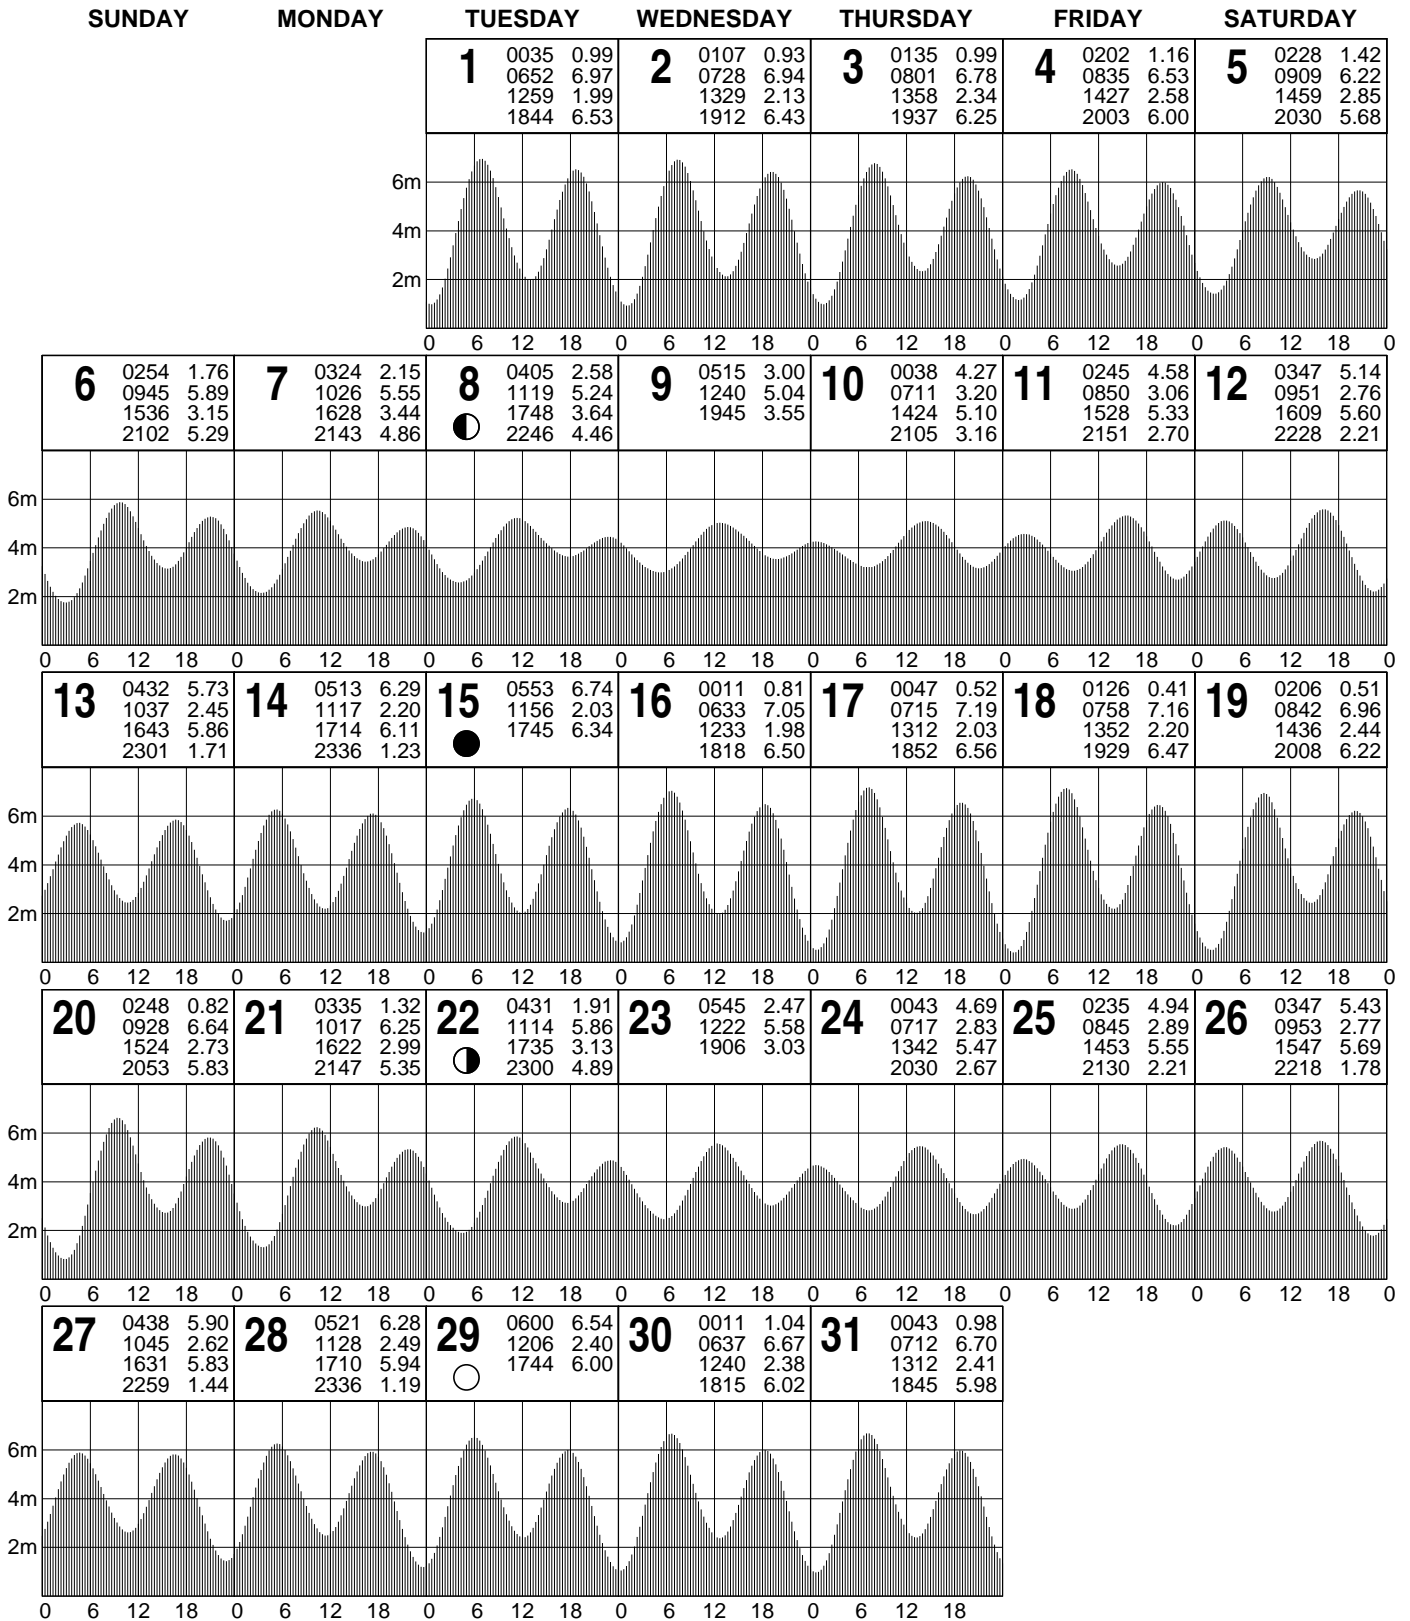 SUNDAY MONDAY TUESDAY WEDNESDAY THURSDAY FRIDAY SATURDAY
1 0035 0.99 2 0107 0.93 3 0135 0.99 4 0202 1.16 5 0228 1.42
0652 6.97 0728 6.94 0801 6.78 0835 6.53 0909 6.22
1259 1.99 1329 2.13 1358 2.34 1427 2.58 1459 2.85
1844 6.53 1912 6.43 1937 6.25 2003 6.00 2030 5.68
6m
4m
2m
0 6 12 18 0 6 12 18 0 6 12 18 0 6 12 18 0 6 12 18 0
6 0254 1.76 7 0324 2.15 8 0405 2.58 9 0515 3.00 10 0038 4.27 11 0245 4.58 12 0347 5.14
0945 5.89 1026 5.55 1119 5.24 1240 5.04 0711 3.20 0850 3.06 0951 2.76
1536 3.15 1628 3.44 1748 3.64 1945 3.55 1424 5.10 1528 5.33 1609 5.60
2102 5.29 2143 4.86 2246 4.46 2105 3.16 2151 2.70 2228 2.21
6m
4m
2m
0 6 12 18 0 6 12 18 0 6 12 18 0 6 12 18 0 6 12 18 0 6 12 18 0 6 12 18 0
13 0432 5.73 14 0513 6.29 15 0553 6.74 16 0011 0.81 17 0047 0.52 18 0126 0.41 19 0206 0.51
1037 2.45 1117 2.20 1156 2.03 0633 7.05 0715 7.19 0758 7.16 0842 6.96
1643 5.86 1714 6.11 1745 6.34 1233 1.98 1312 2.03 1352 2.20 1436 2.44
2301 1.71 2336 1.23 1818 6.50 1852 6.56 1929 6.47 2008 6.22
6m
4m
2m
0 6 12 18 0 6 12 18 0 6 12 18 0 6 12 18 0 6 12 18 0 6 12 18 0 6 12 18 0
20 0248 0.82 21 0335 1.32 22 0431 1.91 23 0545 2.47 24 0043 4.69 25 0235 4.94 26 0347 5.43
0928 6.64 1017 6.25 1114 5.86 1222 5.58 0717 2.83 0845 2.89 0953 2.77
1524 2.73 1622 2.99 1735 3.13 1906 3.03 1342 5.47 1453 5.55 1547 5.69
2053 5.83 2147 5.35 2300 4.89 2030 2.67 2130 2.21 2218 1.78
6m
4m
2m
0 6 12 18 0 6 12 18 0 6 12 18 0 6 12 18 0 6 12 18 0 6 12 18 0 6 12 18 0
27 0438 5.90 28 0521 6.28 29 0600 6.54 30 0011 1.04 31 0043 0.98
1045 2.62 1128 2.49 1206 2.40 0637 6.67 0712 6.70
1631 5.83 1710 5.94 1744 6.00 1240 2.38 1312 2.41
2259 1.44 2336 1.19 1815 6.02 1845 5.98
6m
4m
2m
0 6 12 18 0 6 12 18 0 6 12 18 0 6 12 18 0 6 12 18